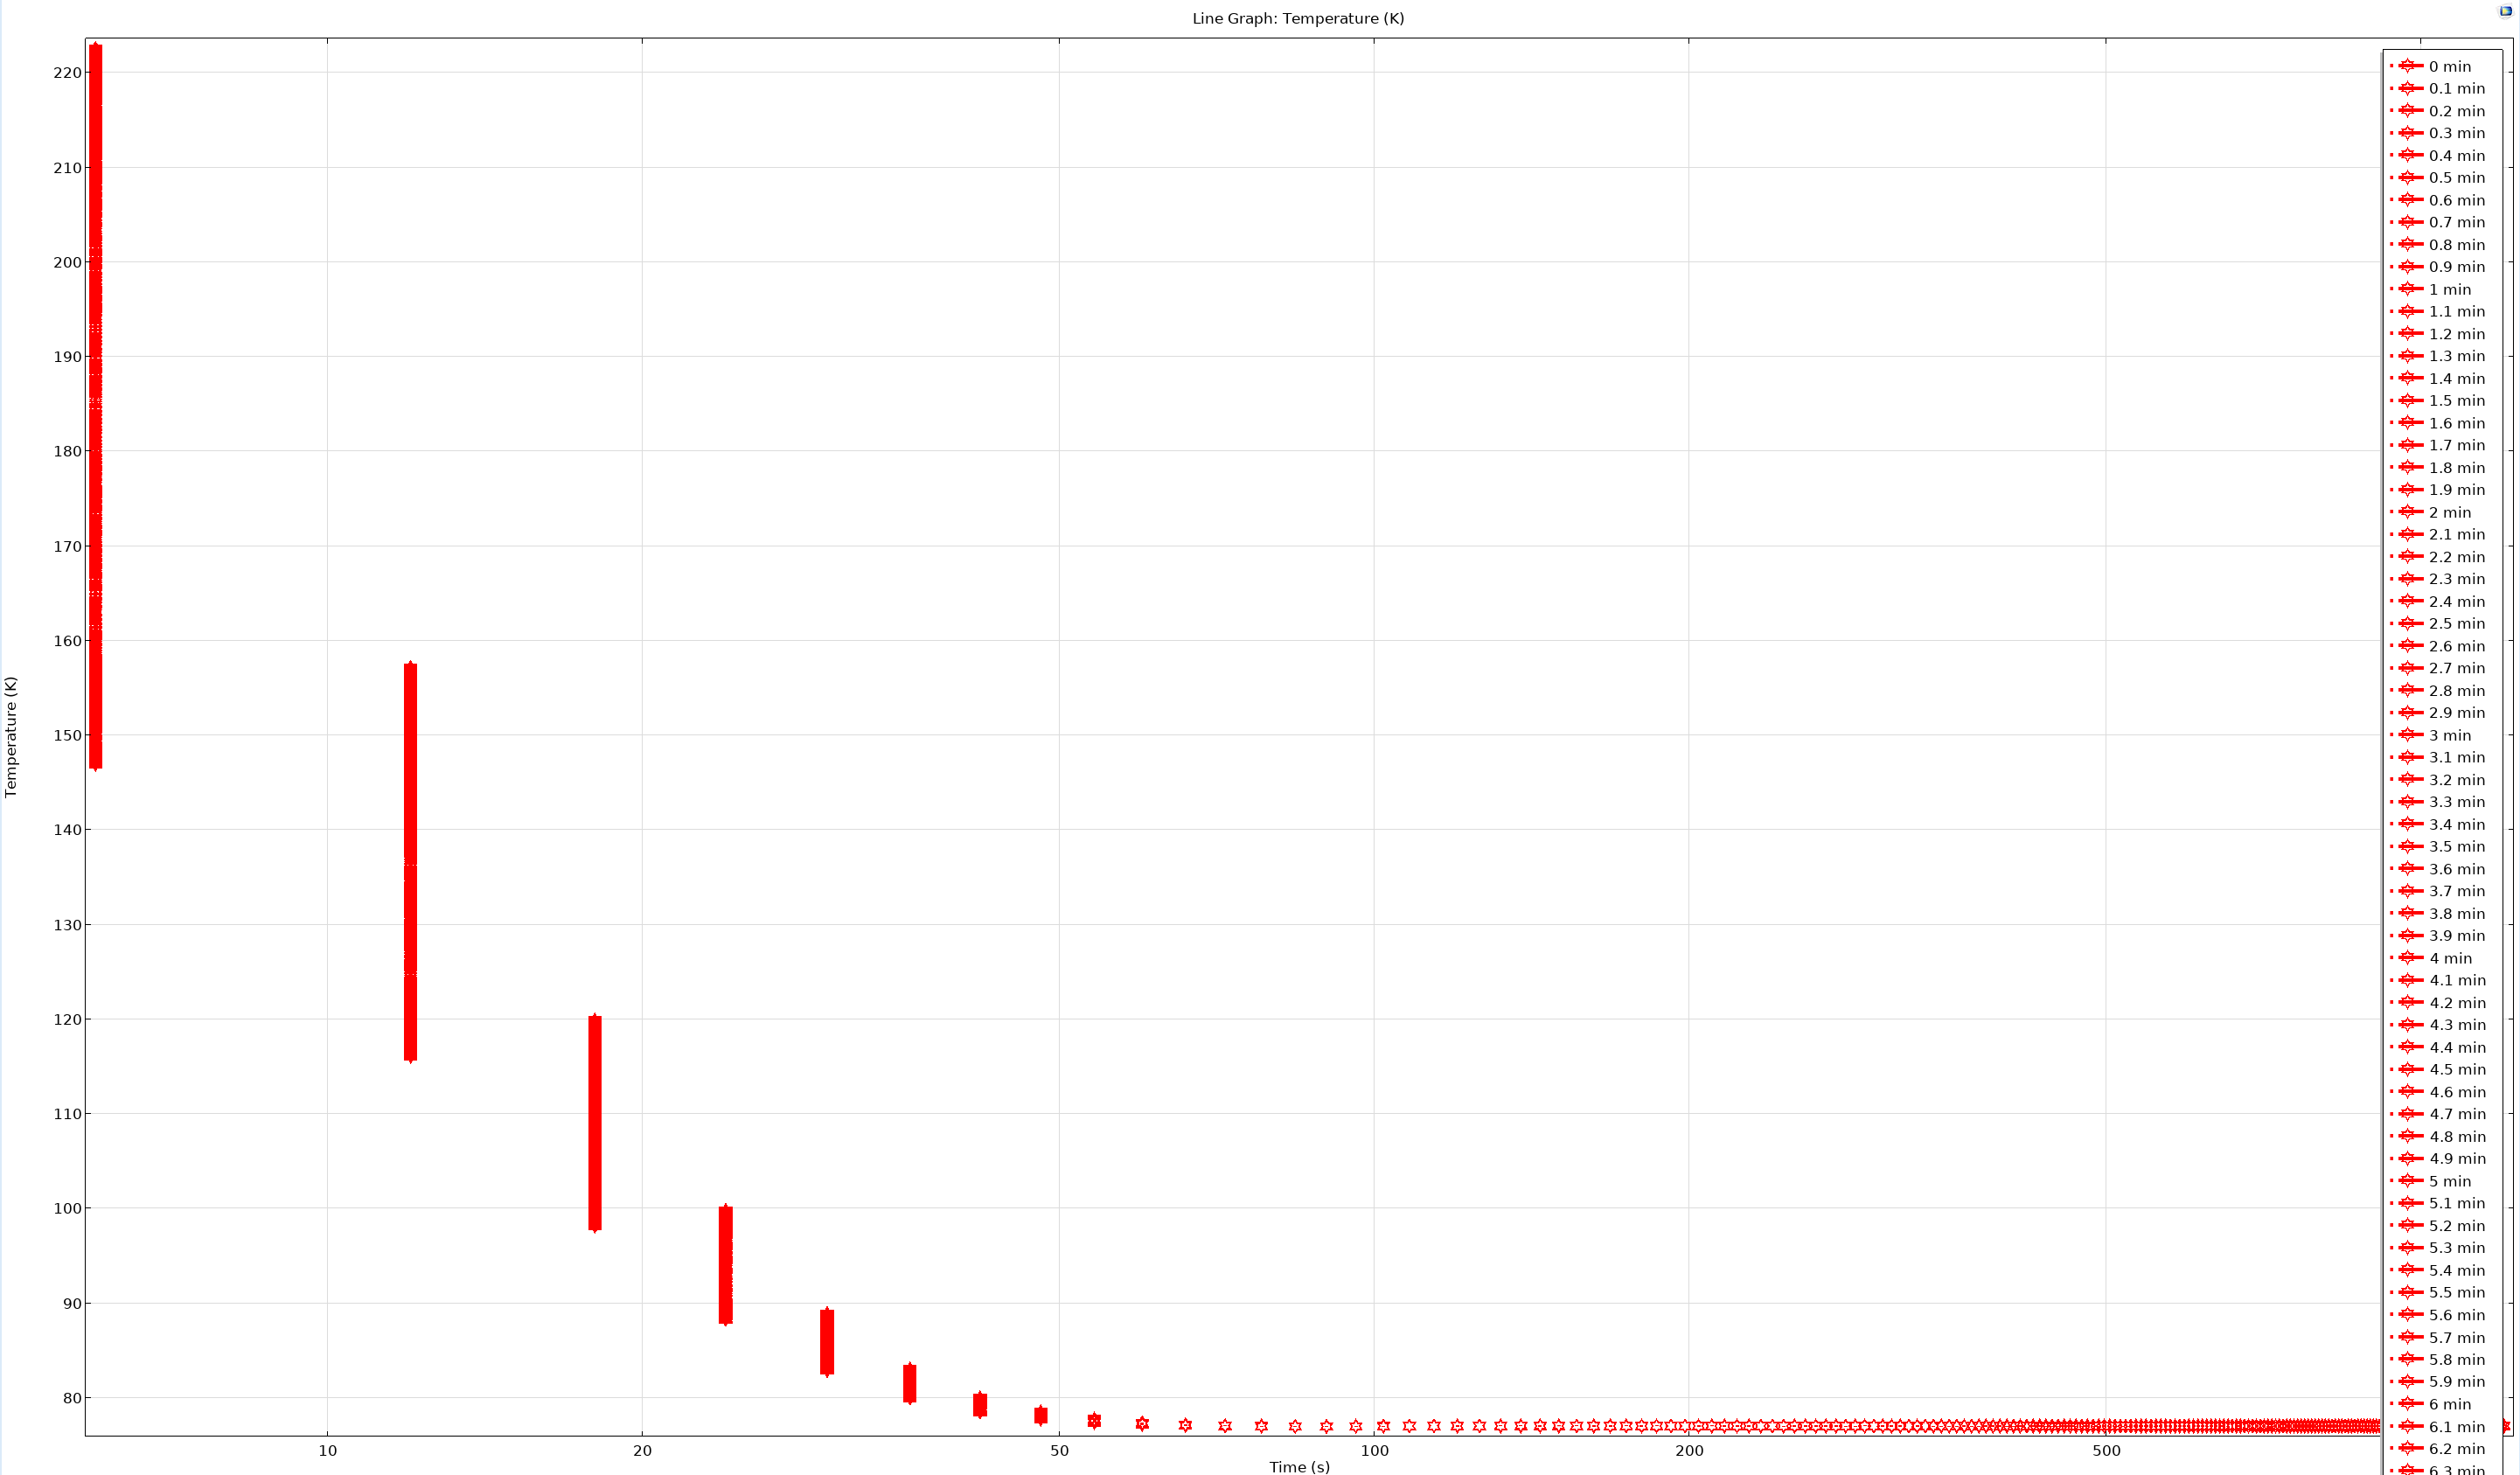 Line Graph: Temperature (K)
220
210
200
190
180
170
160
150
140
130
120
110
100
90
80
Temperature (K)
10
20
50
100
200
500
Time (s)
0 min
0.1 min
0.2 min
0.3 min
0.4 min
0.5 min
0.6 min
0.7 min
0.8 min
0.9 min
1 min
1.1 min
1.2 min
1.3 min
1.4 min
1.5 min
1.6 min
1.7 min
1.8 min
1.9 min
2 min
2.1 min
2.2 min
2.3 min
2.4 min
2.5 min
2.6 min
2.7 min
2.8 min
2.9 min
3 min
3.1 min
3.2 min
3.3 min
3.4 min
3.5 min
3.6 min
3.7 min
3.8 min
3.9 min
4 min
4.1 min
4.2 min
4.3 min
4.4 min
4.5 min
4.6 min
4.7 min
4.8 min
4.9 min
5 min
5.1 min
5.2 min
5.3 min
5.4 min
5.5 min
5.6 min
5.7 min
5.8 min
5.9 min
6 min
6.1 min
6.2 min
6.3 min